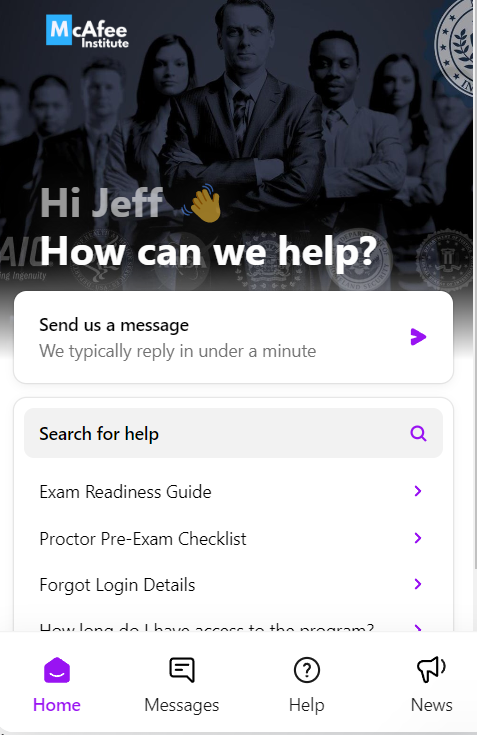 McAfee
Institute
Hi Jeff 👋
How can we help?
Send us a message
We typically reply in under a minute
Search for help
Exam Readiness Guide
Proctor Pre-Exam Checklist
Forgot Login Details
How long do I have access to the program?
Home
Messages
Help
News